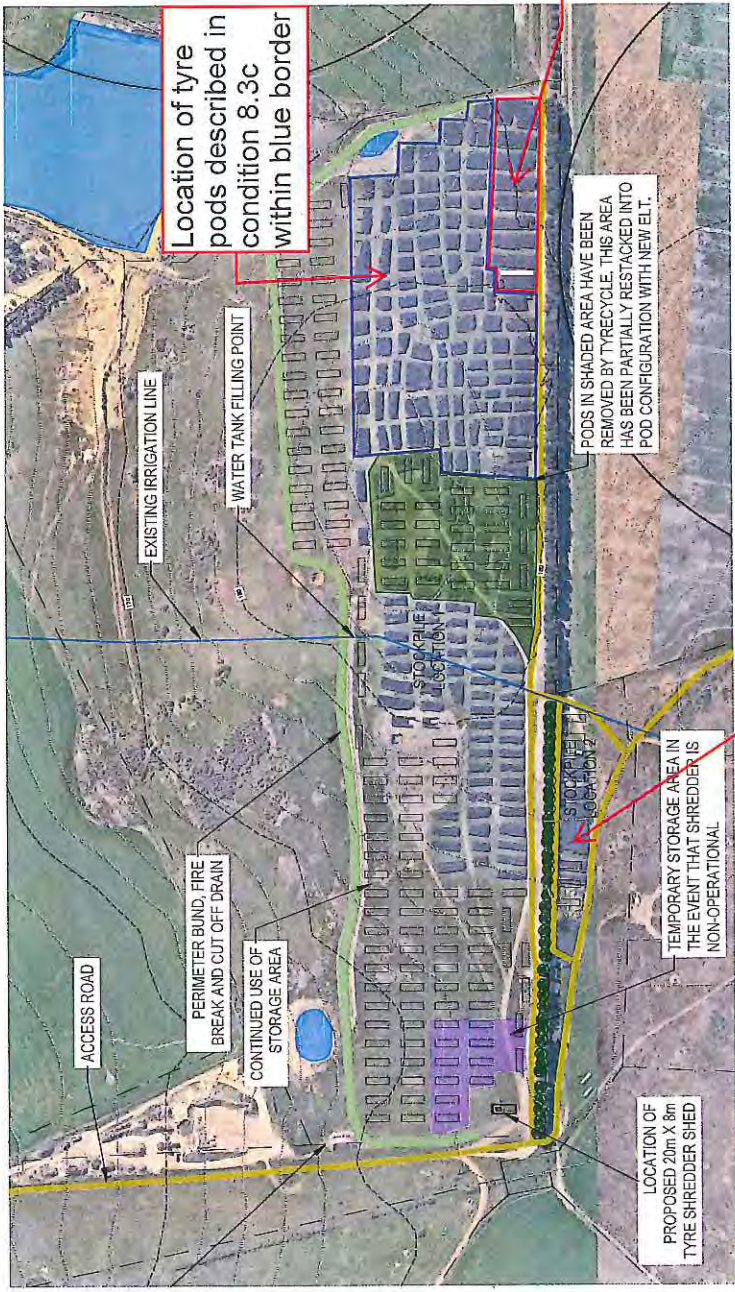 Location of tyre
pods described in
condition 8.3c
within blue border
EXISTING IRRIGATION LINE
WATER TANK FILLING POINT
ACCESS ROAD
PERIMETER BUND, FIRE
BREAK AND CUT OFF DRAIN
CONTINUED USE OF
STORAGE AREA
STOCKPILE
LOCATION 1
PODS IN SHADED AREA HAVE BEEN
REMOVED BY TYRECYCLE. THIS AREA
HAS BEEN PARTIALLY RESTACKED INTO
POD CONFIGURATION WITH NEW ELT.
STOCKPILE
LOCATION 2
TEMPORARY STORAGE AREA IN
THE EVENT THAT SHREDDER IS
NON-OPERATIONAL
LOCATION OF
PROPOSED 20m X 8m
TYRE SHREDDER SHED